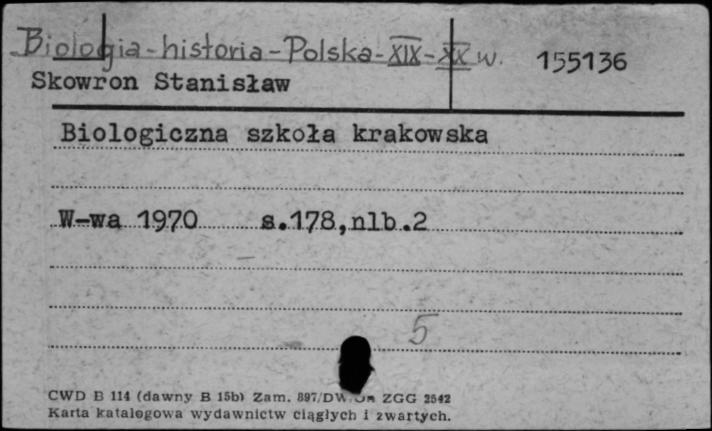 Biologia-historia-Polska-XIX-XX w. 155136
Skowron Stanisław
Biologiczna szkoła krakowska
W-wa 1970 s.178,nlb.2
5
CWD B 114 (dawny B 15b) Zam. 897/DW ZGG 2542
Karta katalogowa wydawnictw ciągłych i zwartych.